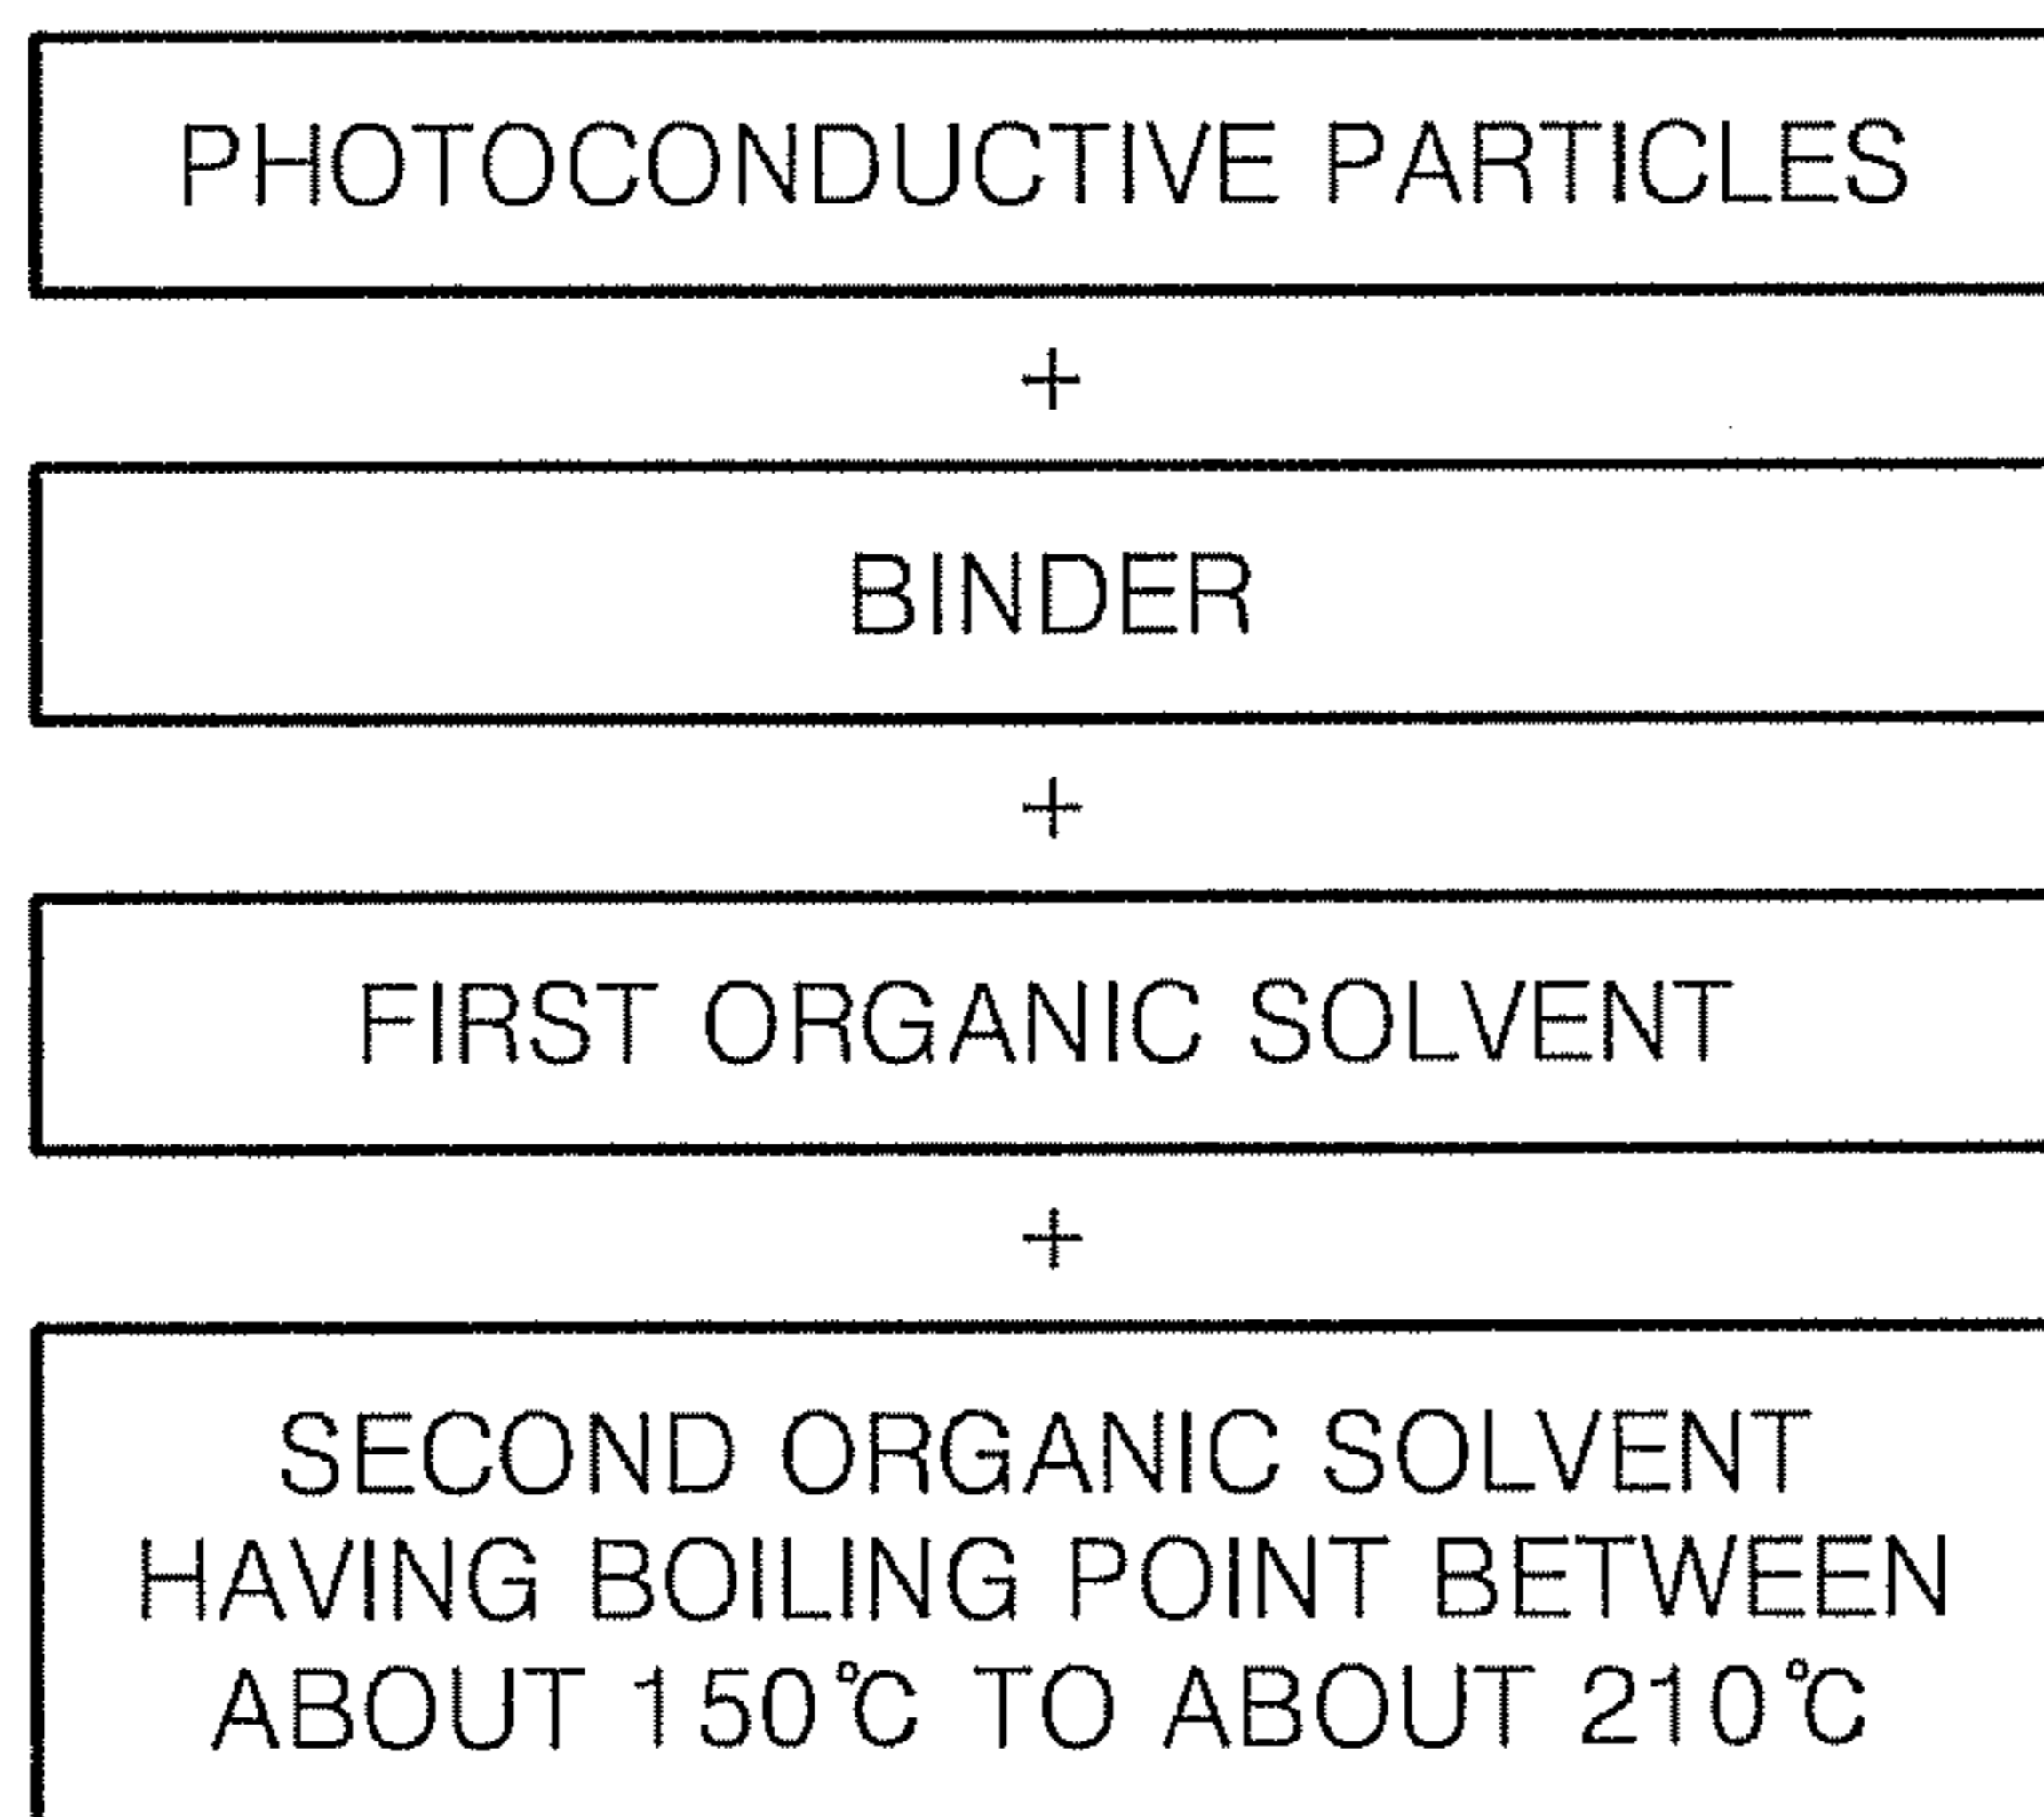 PHOTOCONDUCTIVE PARTICLES
+
BINDER
+
FIRST ORGANIC SOLVENT
+
SECOND ORGANIC SOLVENT
HAVING BOILING POINT BETWEEN
ABOUT 150℃ TO ABOUT 210℃